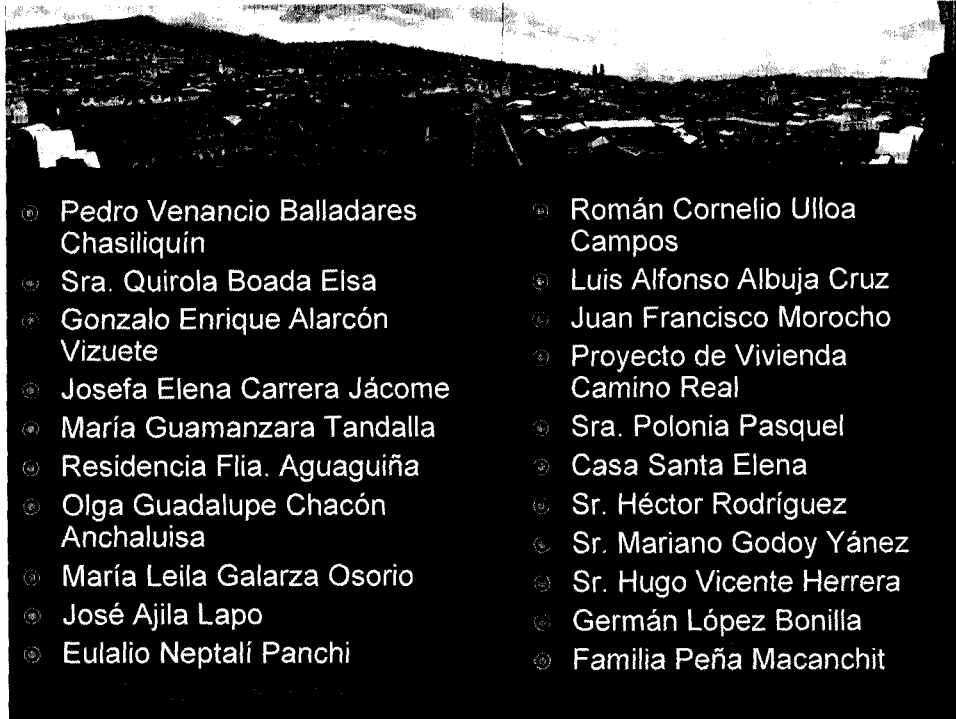 Pedro Venancio Balladares
Chasiliquín
Sra. Quirola Boada Elsa
Gonzalo Enrique Alarcón
Vizuete
Josefa Elena Carrera Jácome
María Guamanzara Tandalla
Residencia Flia. Aguaguiña
Olga Guadalupe Chacón
Anchaluisa
María Leila Galarza Osorio
José Ajila Lapo
Eulalio Neptalí Panchi
Román Cornelio Ulloa
Campos
Luis Alfonso Albuja Cruz
Juan Francisco Morocho
Proyecto de Vivienda
Camino Real
Sra. Polonia Pasquel
Casa Santa Elena
Sr. Héctor Rodríguez
Sr. Mariano Godoy Yánez
Sr. Hugo Vicente Herrera
Germán López Bonilla
Familia Peña Macanchit